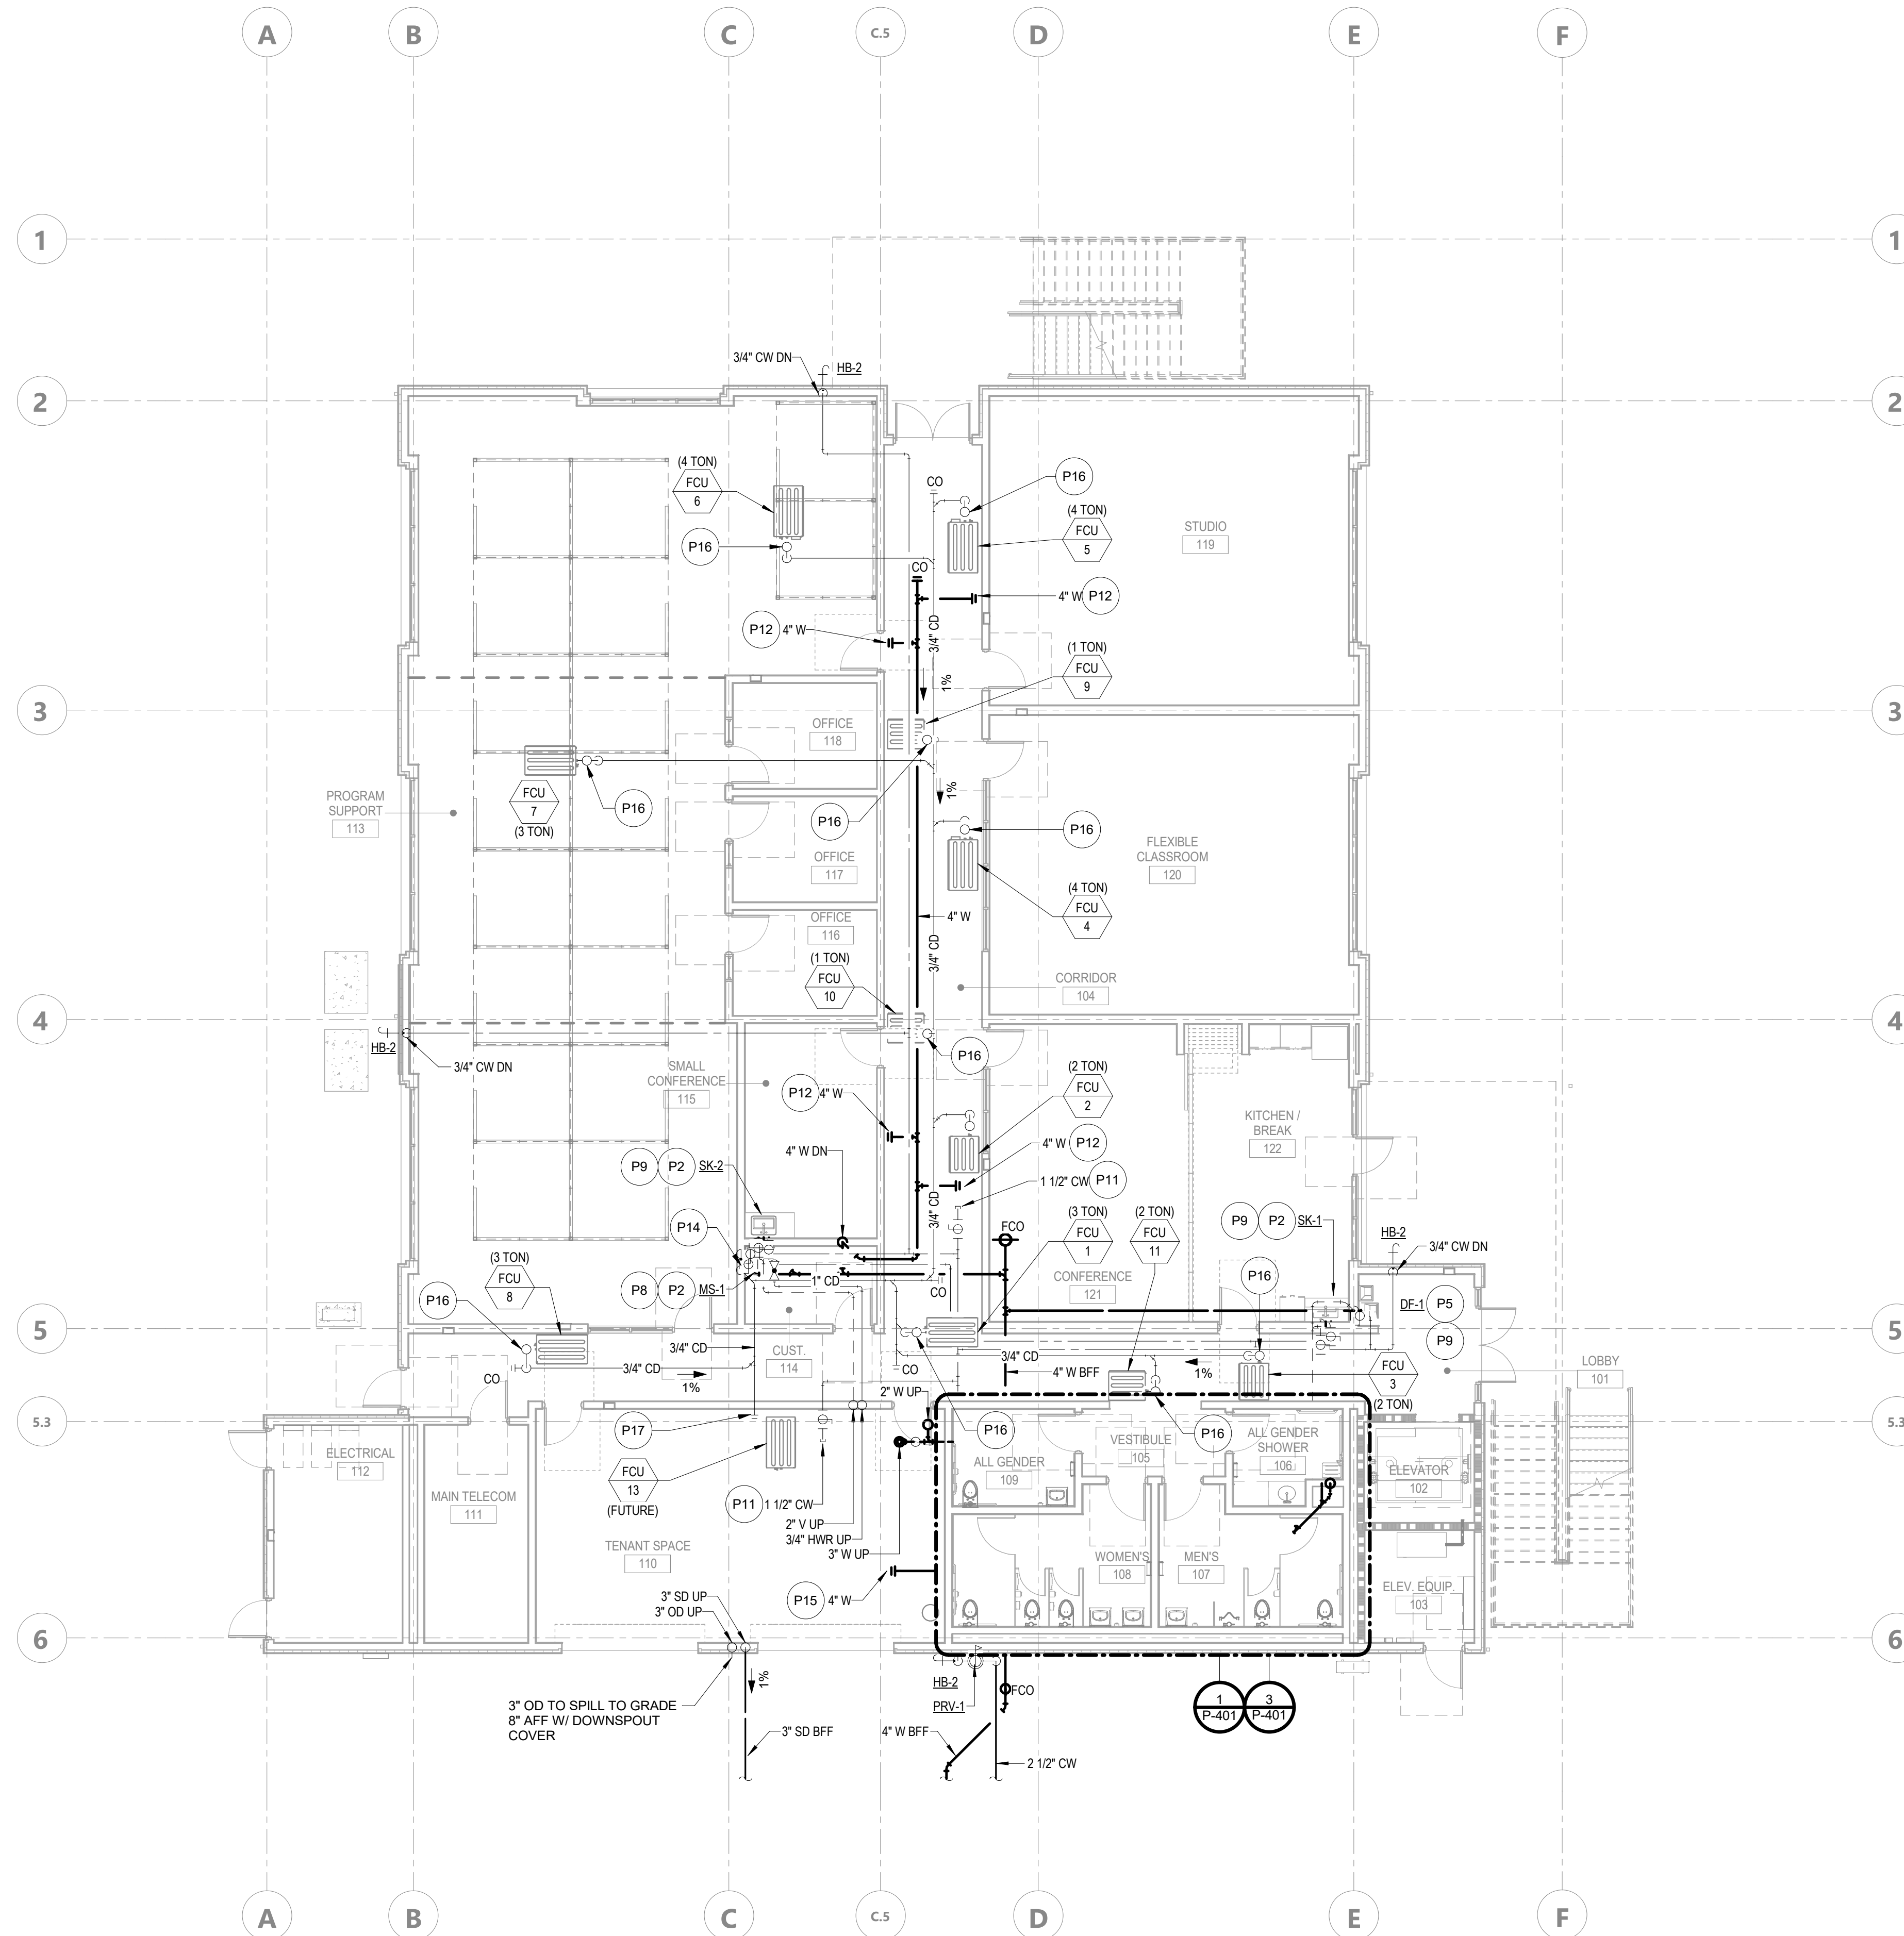 A
B
C
C.5
D
E
F
1
1
3/4" CW DN
HB-2
2
2
(4 TON)
FCU
6
CO
P16
(4 TON)
FCU
5
STUDIO
119
P16
CO
4" W
P12
P12
4" W
3/4" CD
1%
(1 TON)
FCU
9
3
3
OFFICE
118
1%
PROGRAM
SUPPORT
113
FCU
7
(3 TON)
P16
P16
P16
FLEXIBLE
CLASSROOM
120
OFFICE
117
(4 TON)
FCU
4
OFFICE
116
4" W
3/4" CD
(1 TON)
FCU
10
CORRIDOR
104
4
4
HB-2
3/4" CW DN
P16
SMALL
CONFERENCE
115
(2 TON)
FCU
2
P12
4" W
KITCHEN /
BREAK
122
4" W DN
4" W
P12
P9
P2
SK-2
1 1/2" CW
P11
3/4" CD
(3 TON)
FCU
1
(2 TON)
FCU
11
P9
P2
SK-1
P14
FCO
HB-2
3/4" CW DN
(3 TON)
FCU
8
P8
P2
MS-1
1" CD
CO
CONFERENCE
121
P16
P16
DF-1
P5
P9
5
5
3/4" CD
CUST.
114
3/4" CD
CO
3/4" CD
1%
CO
4" W BFF
1%
FCU
3
(2 TON)
LOBBY
101
2" W UP
5.3
5.3
P17
P16
P16
ELECTRICAL
112
VESTIBULE
105
ALL GENDER
SHOWER
106
ALL GENDER
109
ELEVATOR
102
FCU
13
(FUTURE)
MAIN TELECOM
111
P11
1 1/2" CW
2" V UP
3/4" HWR UP
3" W UP
TENANT SPACE
110
WOMEN'S
108
MEN'S
107
ELEV. EQUIP.
103
P15
4" W
3" SD UP
3" OD UP
6
6
1%
HB-2
PRV-1
FCO
1
P-401
3
P-401
3" OD TO SPILL TO GRADE
8" AFF W/ DOWNSPOUT
COVER
3" SD BFF
4" W BFF
2 1/2" CW
A
B
C
C.5
D
E
F